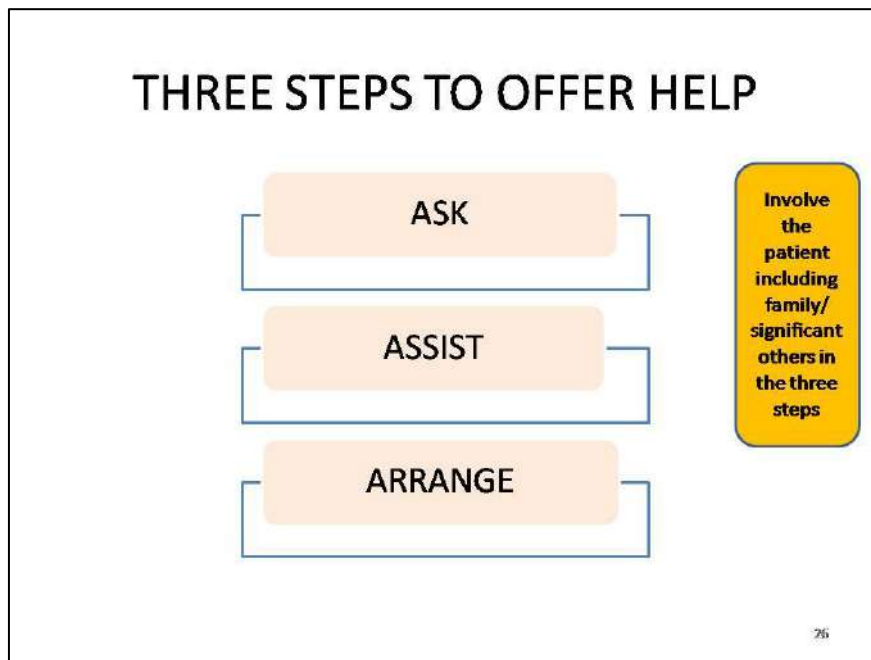 THREE STEPS TO OFFER HELP
ASK
ASSIST
ARRANGE
Involve
the
patient
including
family/
significant
others in
the three
steps
26